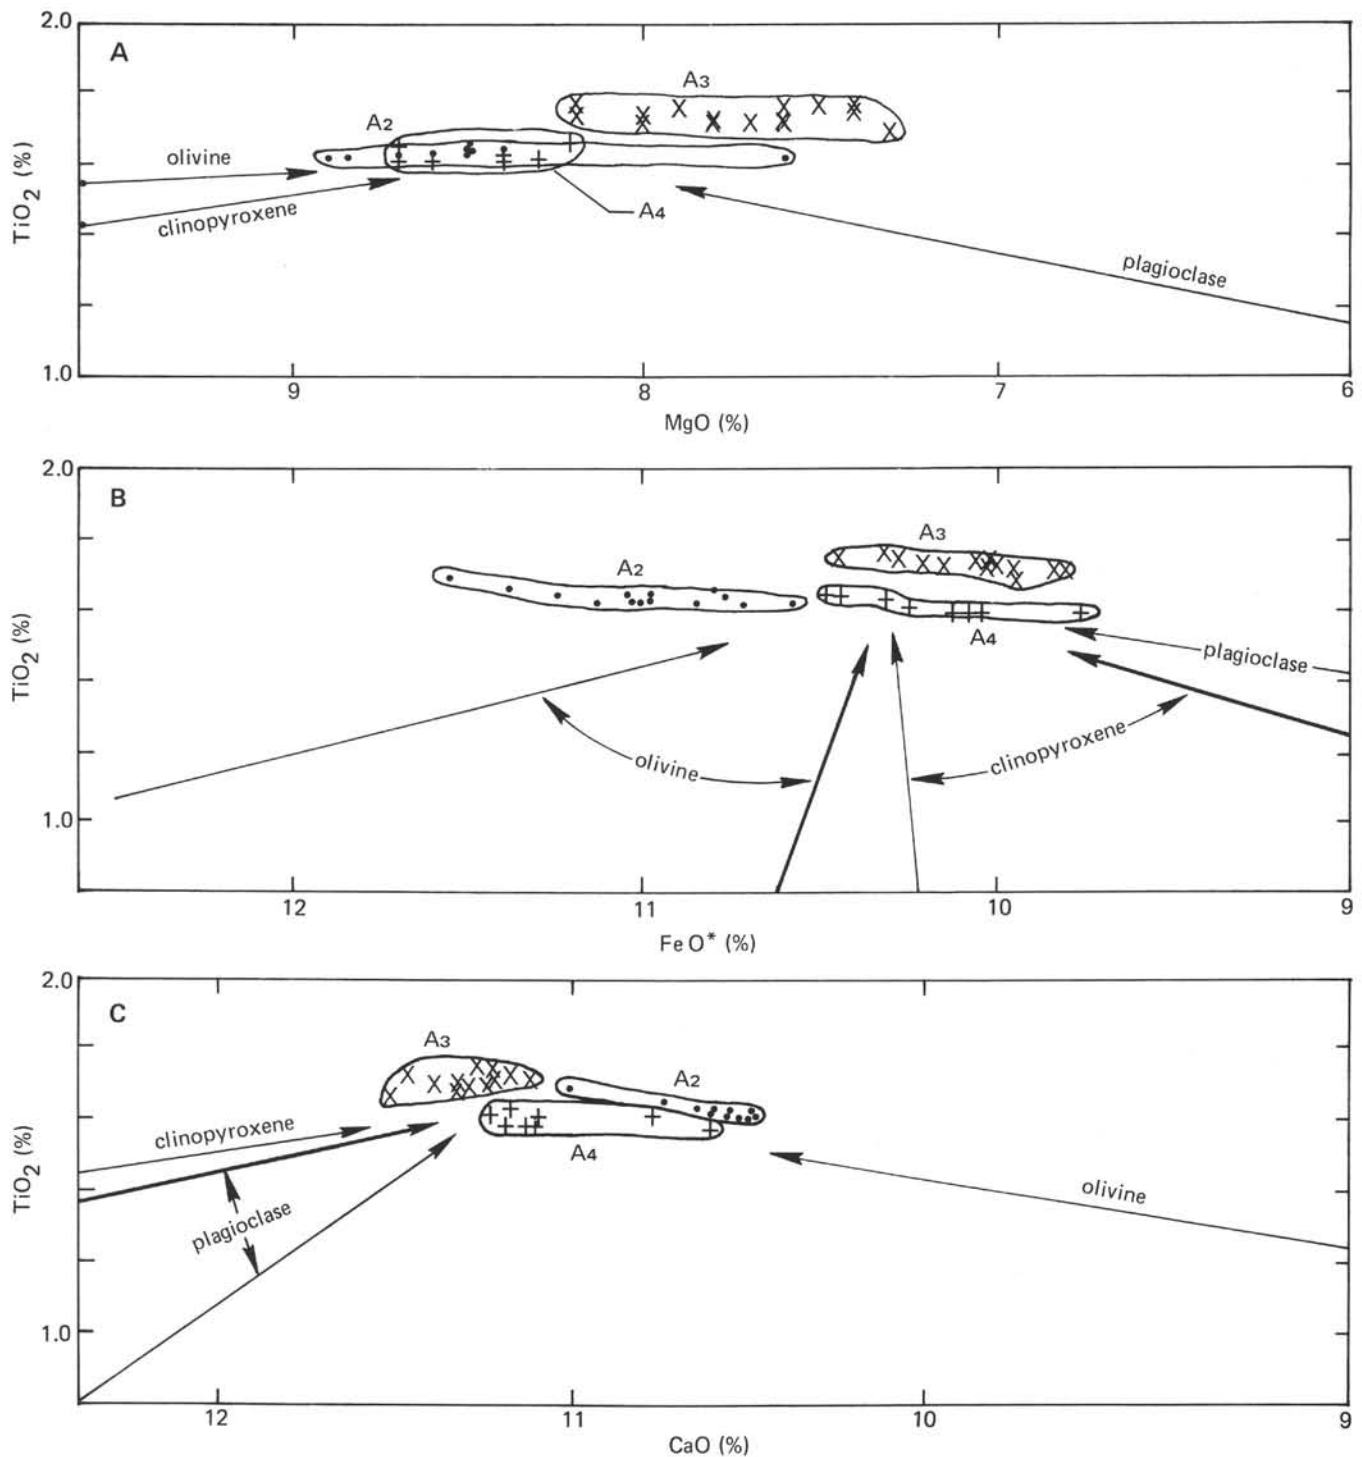 2.0
A
A3
A2
olivine
clinopyroxene
A4
plagioclase
TiO2 (%)
1.0
9
8
7
6
MgO (%)
2.0
B
A3
A2
A4
plagioclase
olivine
clinopyroxene
TiO2 (%)
1.0
12
11
10
9
FeO* (%)
2.0
C
A3
A2
clinopyroxene
A4
plagioclase
olivine
TiO2 (%)
1.0
12
11
10
9
CaO (%)